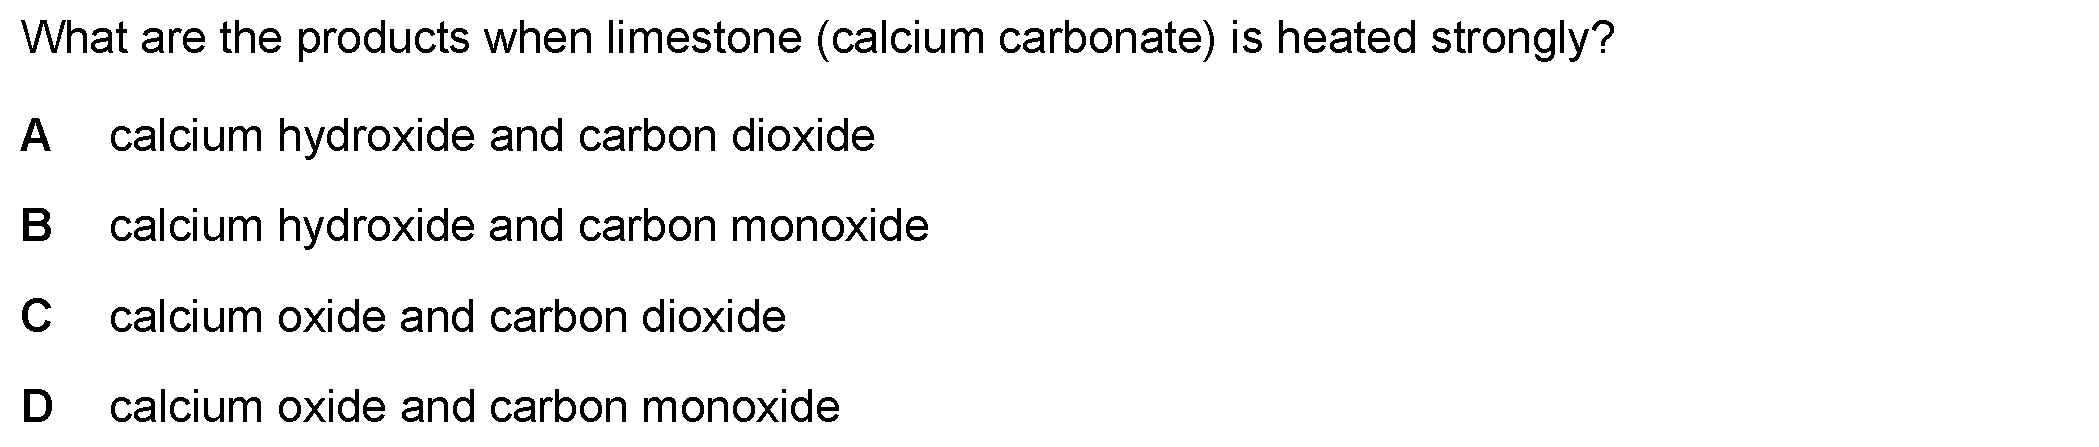 What are the products when limestone (calcium carbonate) is heated strongly?
A calcium hydroxide and carbon dioxide
B calcium hydroxide and carbon monoxide
C calcium oxide and carbon dioxide
D calcium oxide and carbon monoxide